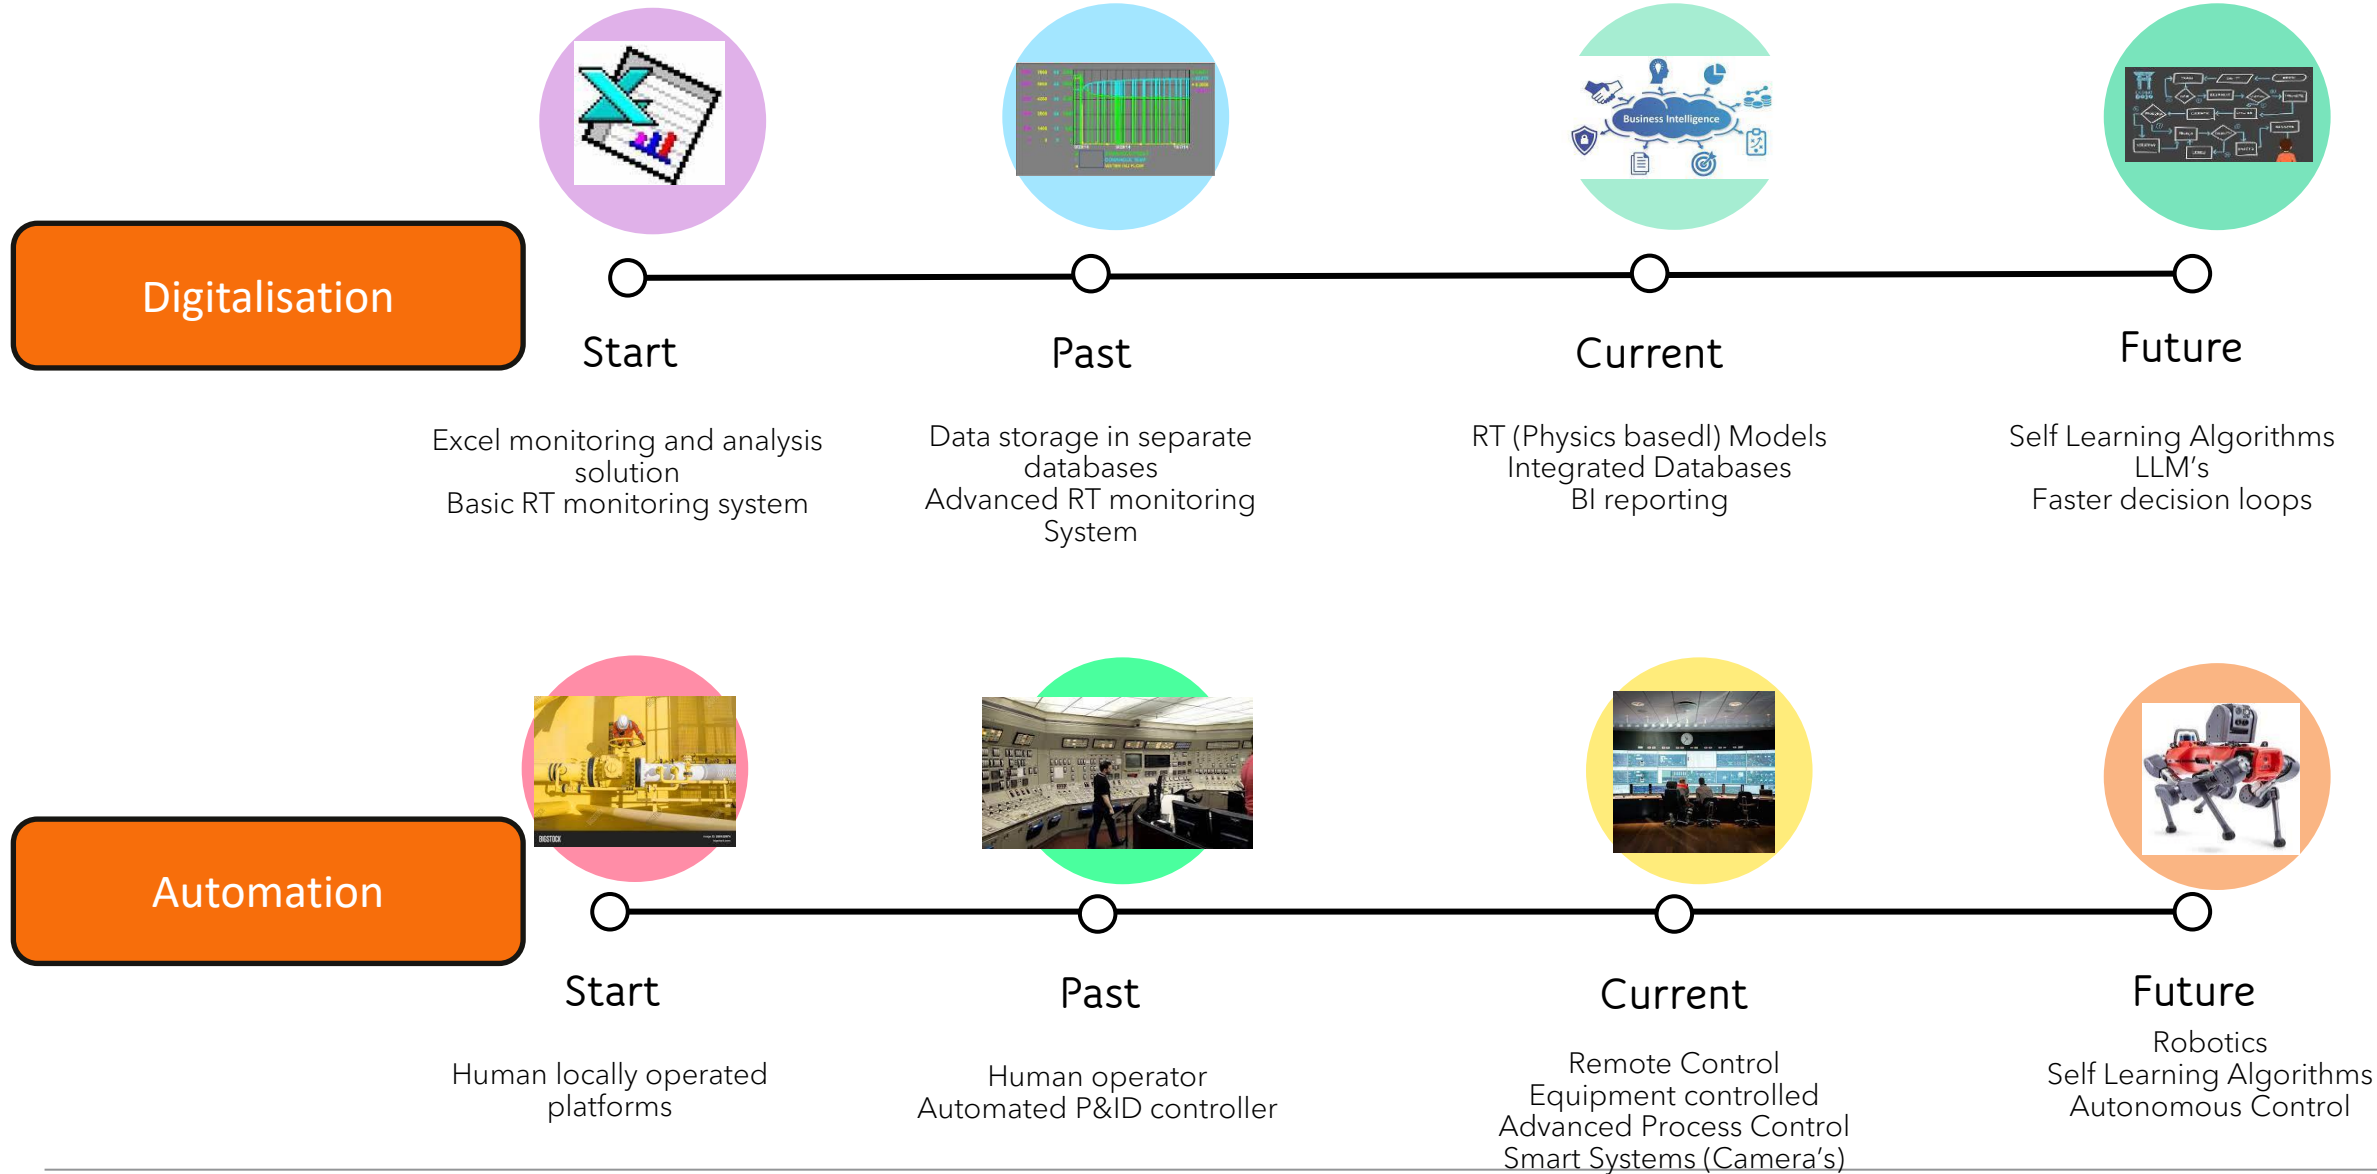 Business Intelligence
Digitalisation
Start
Past
Current
Future
Excel monitoring and analysis
solution
Basic RT monitoring system
Data storage in separate
databases
Advanced RT monitoring
System
RT (Physics basedl) Models
Integrated Databases
BI reporting
Self Learning Algorithms
LLM's
Faster decision loops
BIGSTOCK
Automation
Start
Past
Current
Future
Human locally operated
platforms
Human operator
Automated P&ID controller
Remote Control
Equipment controlled
Advanced Process Control
Smart Systems (Camera's)
Robotics
Self Learning Algorithms
Autonomous Control